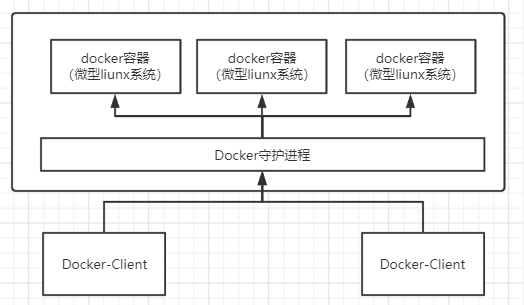 docker容器
(微型liunx系统)
docker容器
(微型liunx系统)
docker容器
(微型liunx系统)
Docker守护进程
Docker-Client
Docker-Client